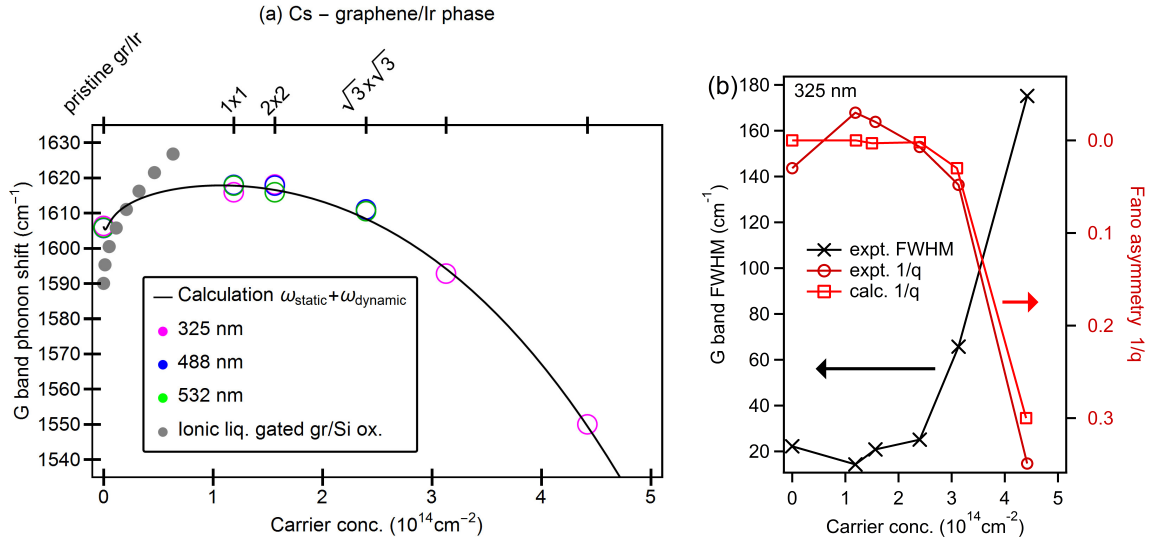 (a) Cs – graphene/Ir phase
pristine gr/Ir
1x1
2x2
√3x√3
G band phonon shift (cm⁻¹)
1630
1620
1610
1600
1590
1580
1570
1560
1550
1540
Calculation ωstatic+ωdynamic
325 nm
488 nm
532 nm
Ionic liq. gated gr/Si ox.
0
1
2
3
4
5
Carrier conc. (10¹⁴cm⁻²)
(b)
325 nm
G band FWHM (cm⁻¹)
180
160
140
120
100
80
60
40
20
expt. FWHM
expt. 1/q
calc. 1/q
0.0
0.1
0.2
0.3
Fano asymmetry 1/q
0
1
2
3
4
5
Carrier conc. (10¹⁴cm⁻²)